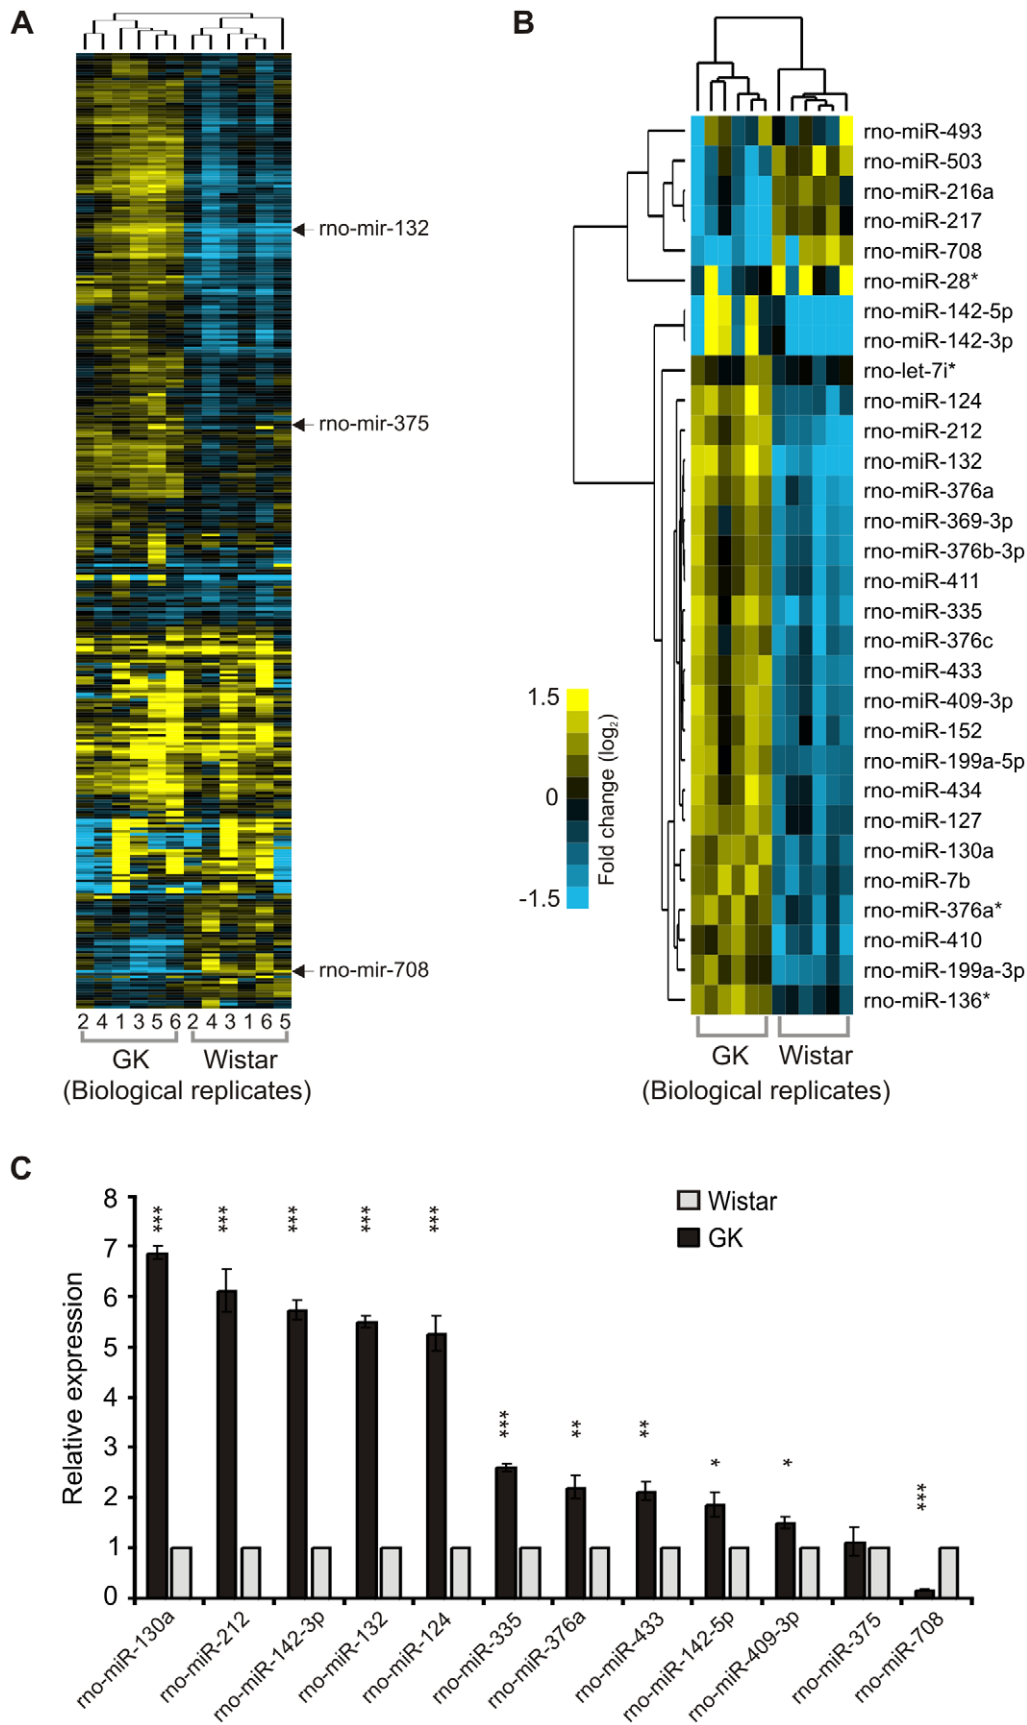 A
rno-mir-132
rno-mir-375
rno-mir-708
2 4 1 3 5 6 2 4 3 1 6 5
GK Wistar
(Biological replicates)
B
rno-miR-493
rno-miR-503
rno-miR-216a
rno-miR-217
rno-miR-708
rno-miR-28*
rno-miR-142-5p
rno-miR-142-3p
rno-let-7i*
rno-miR-124
rno-miR-212
rno-miR-132
rno-miR-376a
rno-miR-369-3p
rno-miR-376b-3p
rno-miR-411
rno-miR-335
rno-miR-376c
rno-miR-433
rno-miR-409-3p
rno-miR-152
rno-miR-199a-5p
rno-miR-434
rno-miR-127
rno-miR-130a
rno-miR-7b
rno-miR-376a*
rno-miR-410
rno-miR-199a-3p
rno-miR-136*
1.5
0
-1.5
Fold change (log₂)
GK Wistar
(Biological replicates)
C
Relative expression
8
7
6
5
4
3
2
1
0
Wistar
GK
*** *** *** *** *** *** ** ** * * ***
rno-miR-130a
rno-miR-212
rno-miR-142-3p
rno-miR-132
rno-miR-124
rno-miR-335
rno-miR-376a
rno-miR-433
rno-miR-142-5p
rno-miR-409-3p
rno-miR-375
rno-miR-708